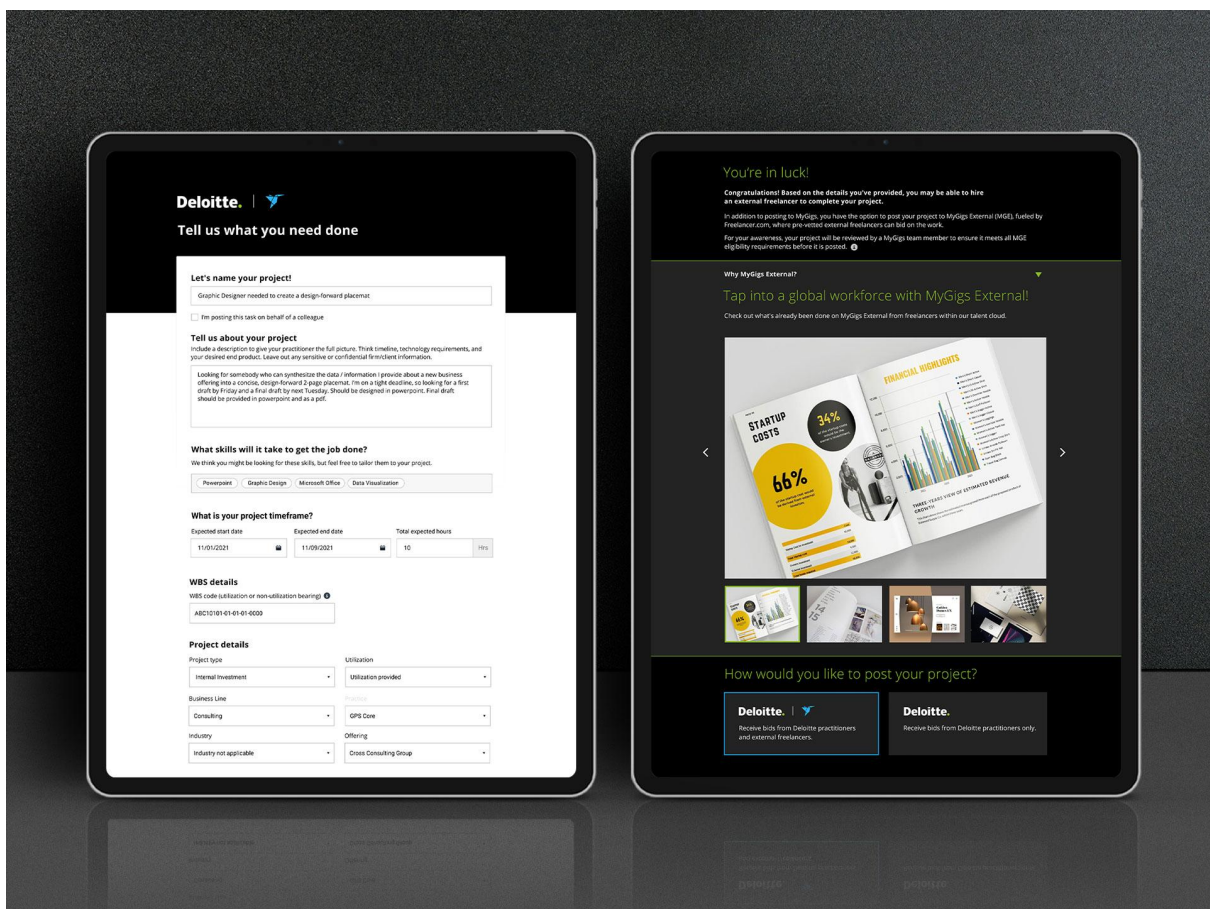 Deloitte.
Tell us what you need done
Let's name your project!
Graphic Designer needed to create a design-forward placemat
I'm posting this task on behalf of a colleague
Tell us about your project
Include a description to give your practitioner the full picture. Think timeline, technology requirements, and
your desired end product. Leave out any sensitive or confidential firm/client information.
Looking for somebody who can synthesize the data / information I provide about a new business
offering into a concise, design-forward 2-page placemat. I'm on a tight deadline, so looking for a first
draft by Friday and a final draft by next Tuesday. Should be designed in powerpoint. Final draft
should be provided in powerpoint and as a pdf.
What skills will it take to get the job done?
We think you might be looking for these skills, but feel free to tailor them to your project.
Powerpoint Graphic Design Microsoft Office Data Visualization
What is your project timeframe?
Expected start date Expected end date Total expected hours
11/01/2021 11/09/2021 10 Hrs
WBS details
WBS code (utilization or non-utilization bearing)
ABC10101-01-01-01-0000
Project details
Project type Utilization
Internal Investment Utilization provided
Business Line
Consulting GPS Core
Industry Offering
Industry not applicable Cross Consulting Group
You're in luck!
Congratulations! Based on the details you've provided, you may be able to hire
an external freelancer to complete your project.
In addition to posting to MyGigs, you have the option to post your project to MyGigs External (MGE), fueled by
Freelancer.com, where pre-vetted external freelancers can bid on the work.
For your awareness, your project will be reviewed by a MyGigs team member to ensure it meets all MGE
eligibility requirements before it is posted.
Why MyGigs External?
Tap into a global workforce with MyGigs External!
Check out what's already been done on MyGigs External from freelancers within our talent cloud.
STARTUP
COSTS
34%
66%
FINANCIAL HIGHLIGHTS
THREE-YEARS VIEW OF ESTIMATED REVENUE
GROWTH
How would you like to post your project?
Deloitte.
Receive bids from Deloitte practitioners
and external freelancers.
Deloitte.
Receive bids from Deloitte practitioners only.